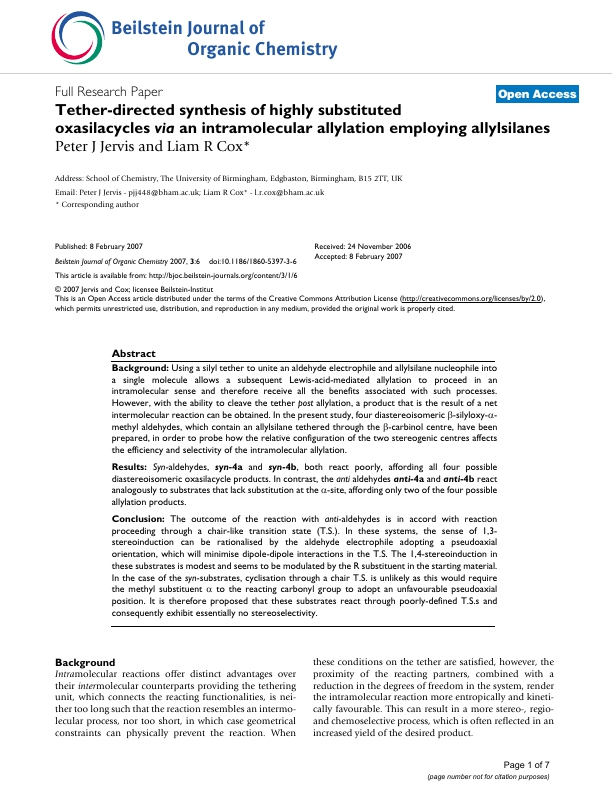 Beilstein Journal of
Organic Chemistry
Full Research Paper
Open Access
Tether-directed synthesis of highly substituted
oxasilacycles via an intramolecular allylation employing allylsilanes
Peter J Jervis and Liam R Cox*
Address: School of Chemistry, The University of Birmingham, Edgbaston, Birmingham, B15 2TT, UK
Email: Peter J Jervis - pjj448@bham.ac.uk; Liam R Cox* - l.r.cox@bham.ac.uk
* Corresponding author
Published: 8 February 2007
Received: 24 November 2006
Accepted: 8 February 2007
Beilstein Journal of Organic Chemistry 2007, 3:6 doi:10.1186/1860-5397-3-6
This article is available from: http://bjoc.beilstein-journals.org/content/3/1/6
© 2007 Jervis and Cox; licensee Beilstein-Institut
This is an Open Access article distributed under the terms of the Creative Commons Attribution License (http://creativecommons.org/licenses/by/2.0),
which permits unrestricted use, distribution, and reproduction in any medium, provided the original work is properly cited.
Abstract
Background: Using a silyl tether to unite an aldehyde electrophile and allylsilane nucleophile into
a single molecule allows a subsequent Lewis-acid-mediated allylation to proceed in an
intramolecular sense and therefore receive all the benefits associated with such processes.
However, with the ability to cleave the tether post allylation, a product that is the result of a net
intermolecular reaction can be obtained. In the present study, four diastereoisomeric β-silyloxy-α-
methyl aldehydes, which contain an allylsilane tethered through the β-carbinol centre, have been
prepared, in order to probe how the relative configuration of the two stereogenic centres affects
the efficiency and selectivity of the intramolecular allylation.
Results: Syn-aldehydes, syn-4a and syn-4b, both react poorly, affording all four possible
diastereoisomeric oxasilacycle products. In contrast, the anti aldehydes anti-4a and anti-4b react
analogously to substrates that lack substitution at the α-site, affording only two of the four possible
allylation products.
Conclusion: The outcome of the reaction with anti-aldehydes is in accord with reaction
proceeding through a chair-like transition state (T.S.). In these systems, the sense of 1,3-
stereoinduction can be rationalised by the aldehyde electrophile adopting a pseudoaxial
orientation, which will minimise dipole-dipole interactions in the T.S. The 1,4-stereoinduction in
these substrates is modest and seems to be modulated by the R substituent in the starting material.
In the case of the syn-substrates, cyclisation through a chair T.S. is unlikely as this would require
the methyl substituent α to the reacting carbonyl group to adopt an unfavourable pseudoaxial
position. It is therefore proposed that these substrates react through poorly-defined T.S.s and
consequently exhibit essentially no stereoselectivity.
Background
Intramolecular reactions offer distinct advantages over
their intermolecular counterparts providing the tethering
unit, which connects the reacting functionalities, is nei-
ther too long such that the reaction resembles an intermo-
lecular process, nor too short, in which case geometrical
constraints can physically prevent the reaction. When
these conditions on the tether are satisfied, however, the
proximity of the reacting partners, combined with a
reduction in the degrees of freedom in the system, render
the intramolecular reaction more entropically and kineti-
cally favourable. This can result in a more stereo-, regio-
and chemoselective process, which is often reflected in an
increased yield of the desired product.
Page 1 of 7
(page number not for citation purposes)